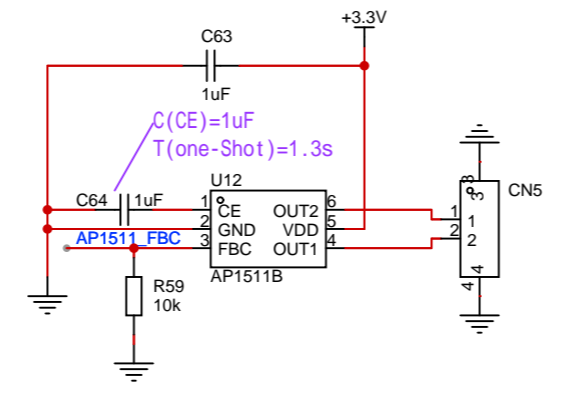 +3.3V
C63
1uF
C(CE)=1uF
T(one-Shot)=1.3s
U12
C64 1uF
1 CE OUT2 6
2 GND VDD 5
3 FBC OUT1 4
AP1511_FBC
AP1511B
R59
10k
CN5
3 3
1 1
2 2
4 4